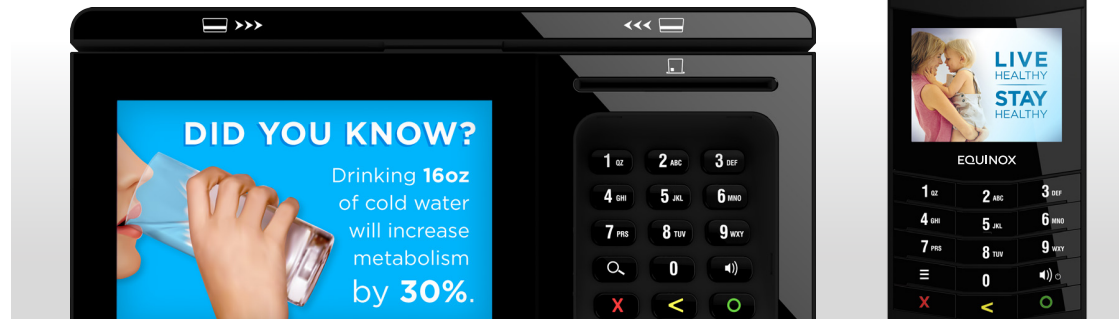 DID YOU KNOW?
Drinking 16oz
of cold water
will increase
metabolism
by 30%.
1 QZ 2 ABC 3 DEF
4 GHI 5 JKL 6 MNO
7 PRS 8 TUV 9 WXY
0
X < O
LIVE
HEALTHY
STAY
HEALTHY
EQUINOX
1 QZ 2 ABC 3 DEF
4 GHI 5 JKL 6 MNO
7 PRS 8 TUV 9 WXY
0
X < O